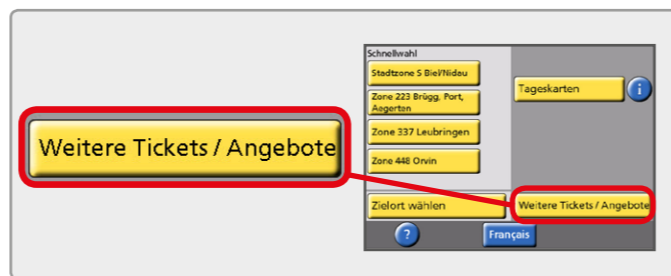 Weitere Tickets / Angebote
Schnellwahl
Stadtzone S Biel/Nidau
Zone 223 Brügg, Port,
Aegerten
Zone 337 Leubringen
Zone 448 Orvin
Tageskarten
i
Zielort wählen
Weitere Tickets / Angebote
?
Français